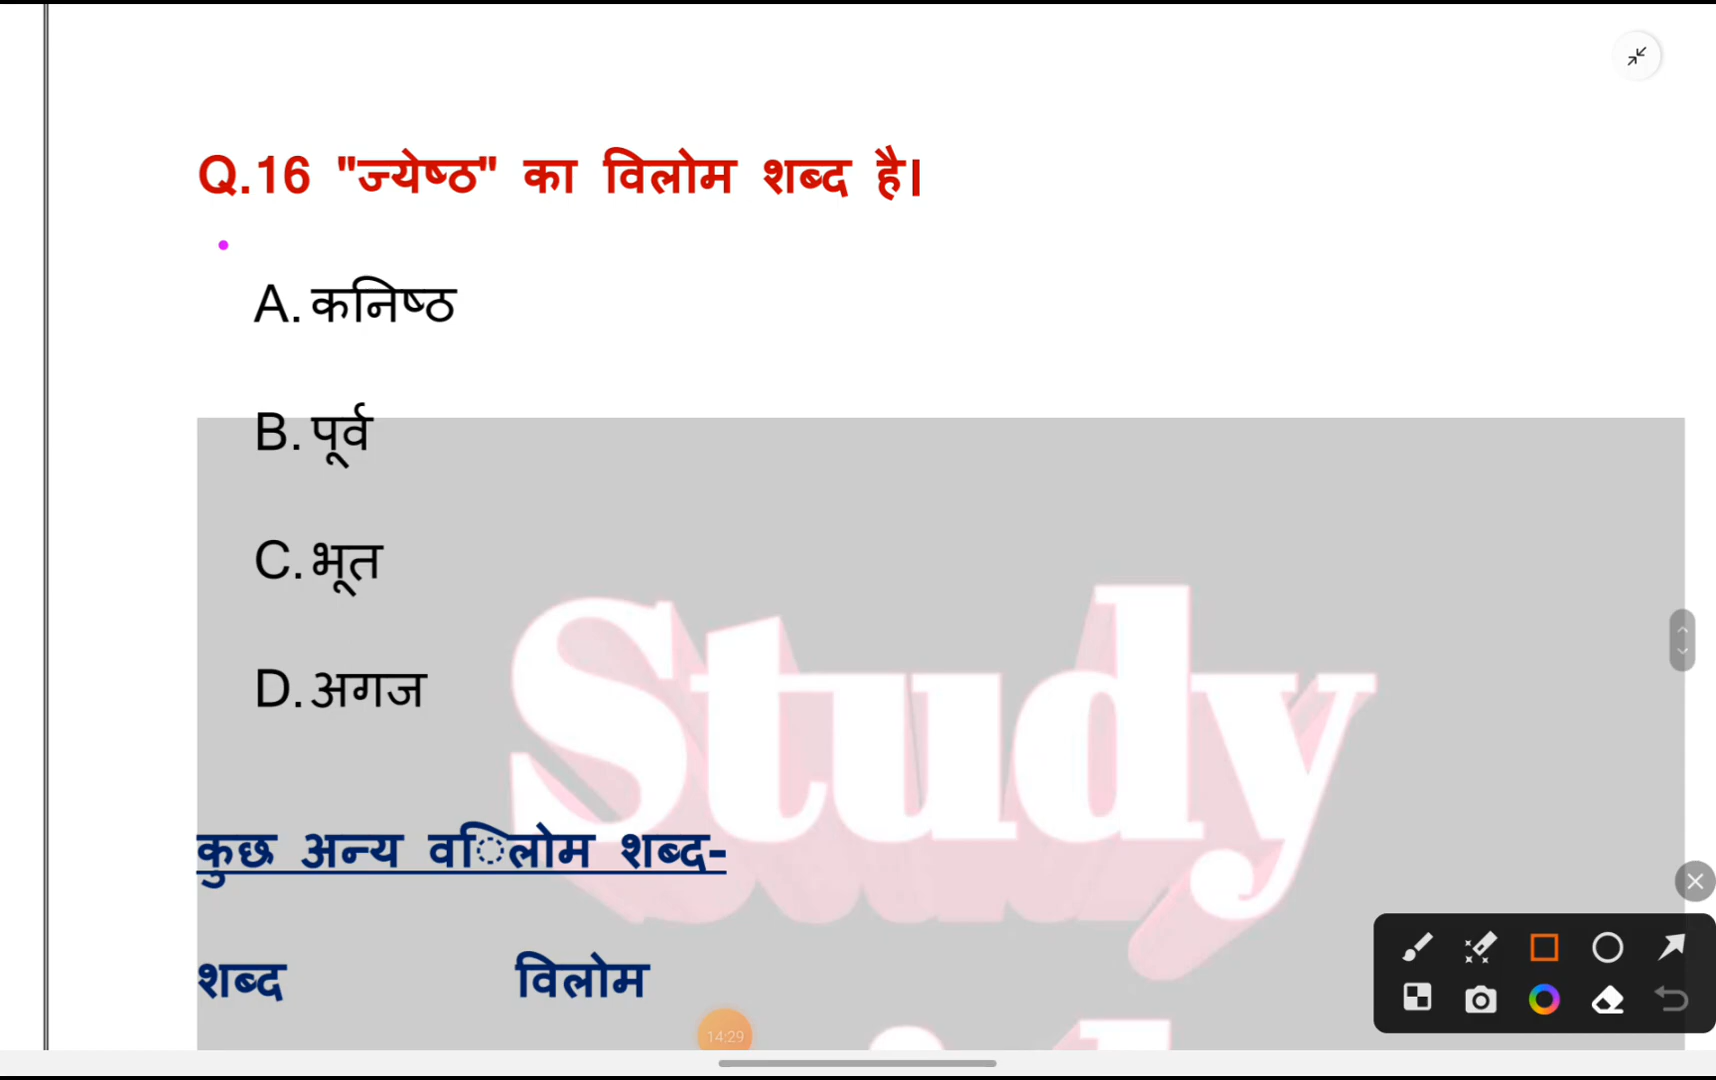 Q.16 "ज्येष्ठ" का विलोम शब्द है।
A. कनिष्ठ
B. पूर्व
C. भूत
D. अगज
Study
कुछ अन्य वििलोम शब्द-
शब्द विलोम
14:29